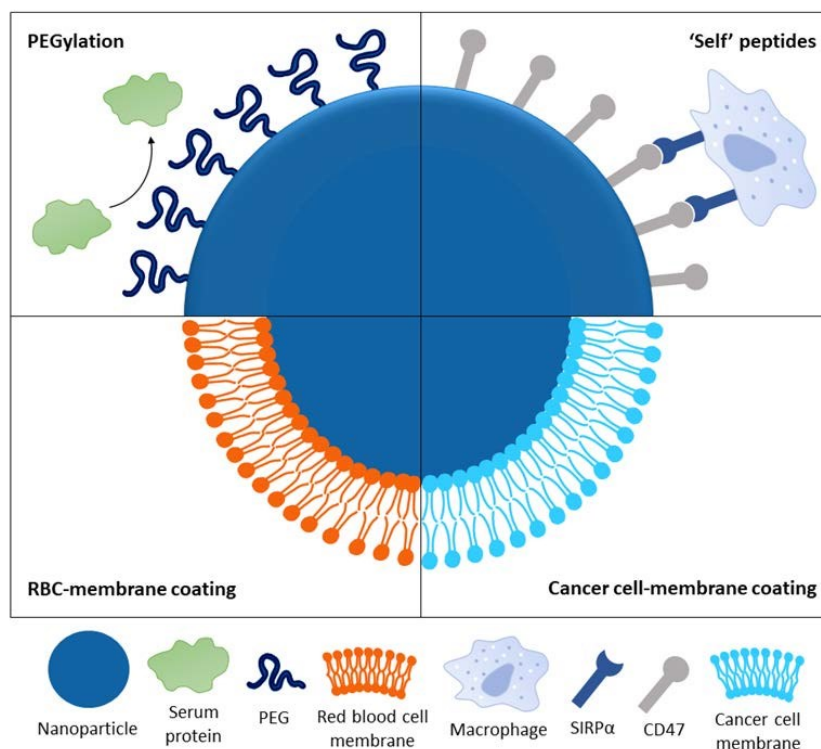 PEGylation
‘Self’ peptides
RBC-membrane coating
Cancer cell-membrane coating
Nanoparticle
Serum
protein
PEG
Red blood cell
membrane
Macrophage
SIRPα
CD47
Cancer cell
membrane